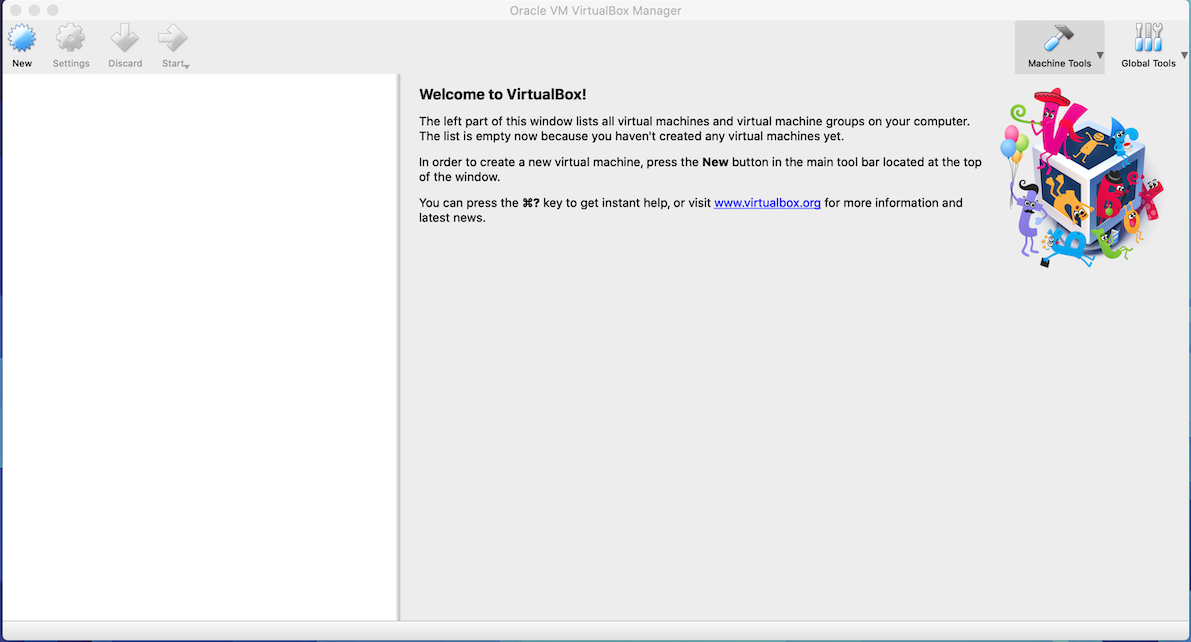 Oracle VM VirtualBox Manager
New
Settings
Discard
Start
Machine Tools
Global Tools
Welcome to VirtualBox!
The left part of this window lists all virtual machines and virtual machine groups on your computer.
The list is empty now because you haven't created any virtual machines yet.
In order to create a new virtual machine, press the New button in the main tool bar located at the top
of the window.
You can press the ⌘? key to get instant help, or visit www.virtualbox.org for more information and
latest news.